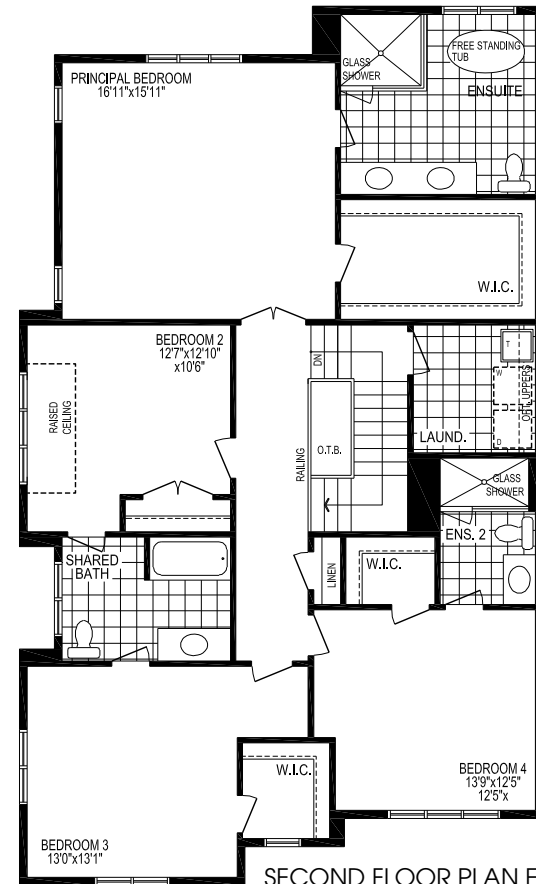 PRINCIPAL BEDROOM
16'11"x15'11"
GLASS
SHOWER
FREE STANDING
TUB
ENSUITE
W.I.C.
BEDROOM 2
12'7"x12'10"
x10'6"
RAISED
CEILING
DN
RAILING
O.T.B.
T
W
D
OPT. UPPERS
LAUND.
GLASS
SHOWER
ENS. 2
SHARED
BATH
LINEN
W.I.C.
W.I.C.
BEDROOM 4
13'9"x12'5"
12'5"x
BEDROOM 3
13'0"x13'1"
SECOND FLOOR PLAN E